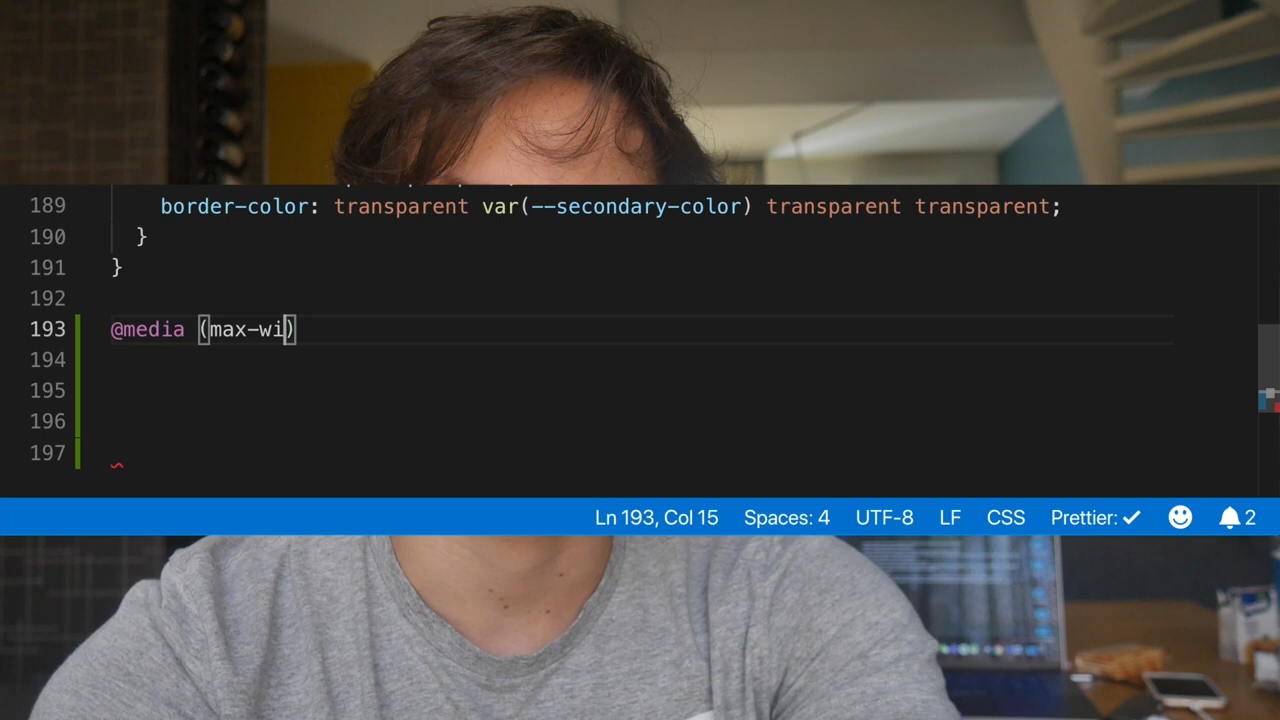 189 border-color: transparent var(--secondary-color) transparent transparent;
190 }
191 }
192
193 @media (max-wi)
194
195
196
197
Ln 193, Col 15 Spaces: 4 UTF-8 LF CSS Prettier: ✓ 2